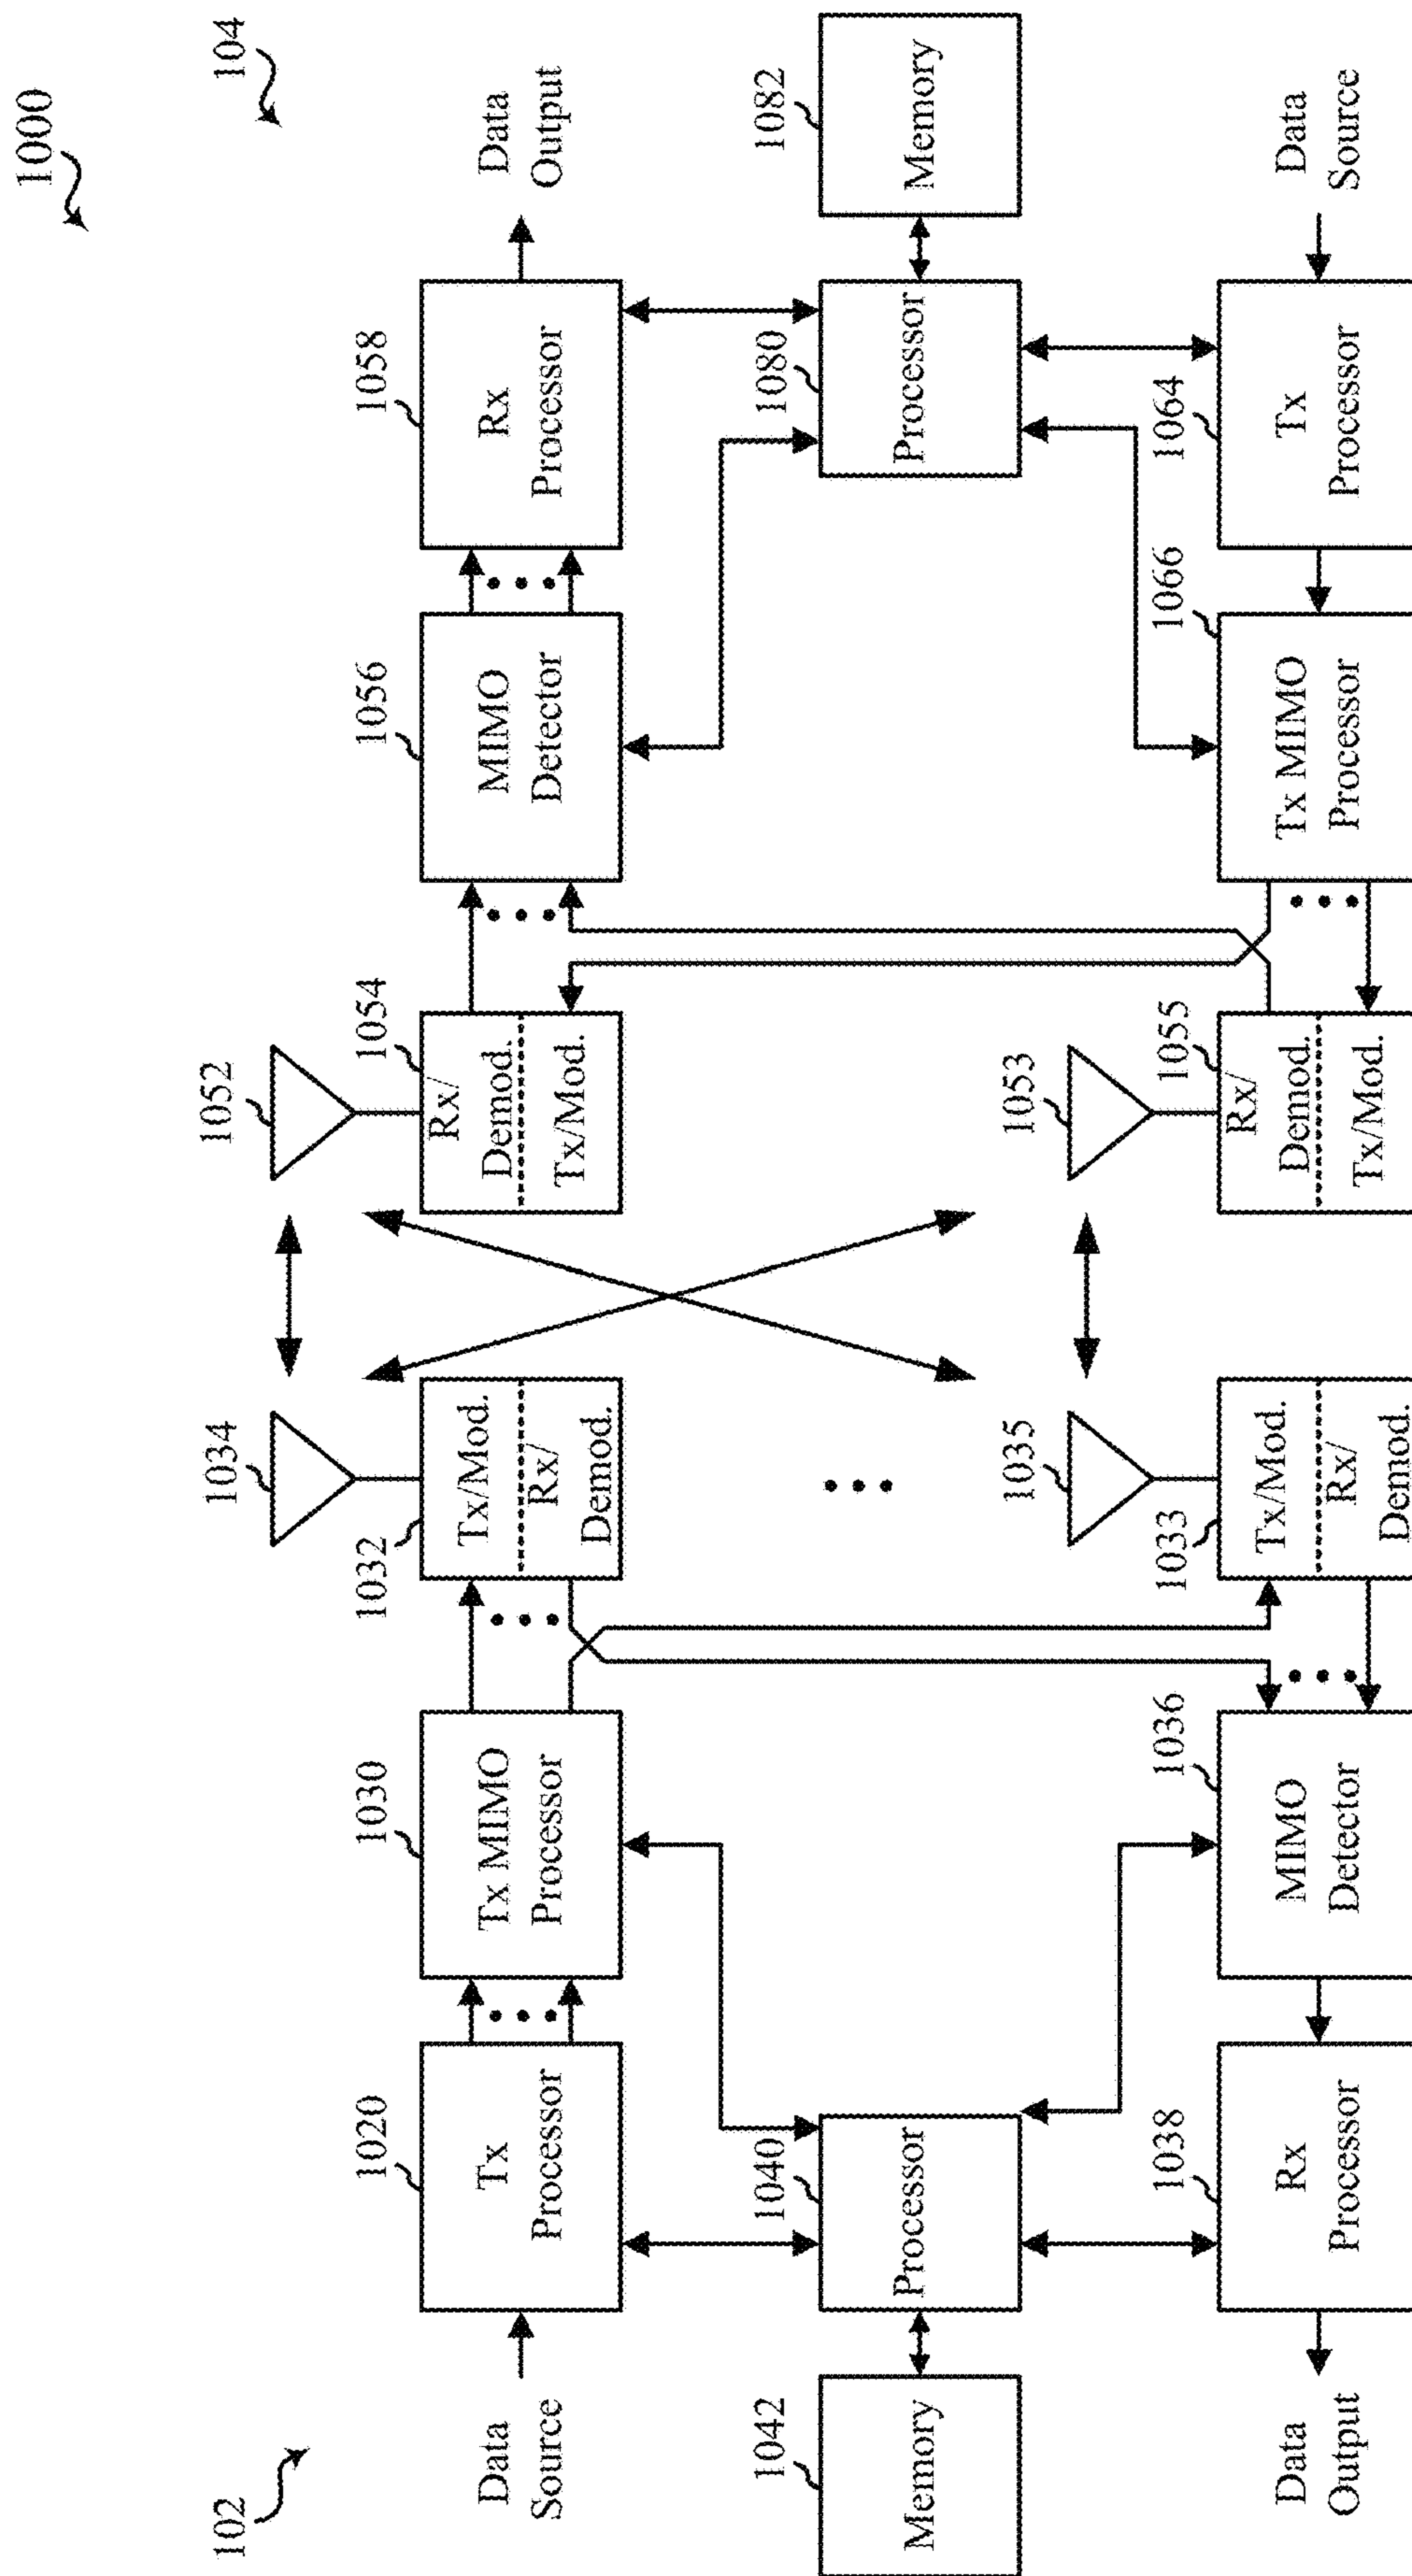 1000
102
104
Data
Source
1020
Tx
Processor
1030
Tx MIMO
Processor
1032
Tx/Mod.
Rx/
Demod.
1034
1052
1054
Rx/
Demod.
Tx/Mod.
1056
MIMO
Detector
1058
Rx
Processor
Data
Output
1042
Memory
1040
Processor
1080
Processor
1082
Memory
Data
Output
1038
Rx
Processor
1036
MIMO
Detector
1033
Tx/Mod.
Rx/
Demod.
1035
1053
1055
Rx/
Demod.
Tx/Mod.
1066
Tx MIMO
Processor
1064
Tx
Processor
Data
Source